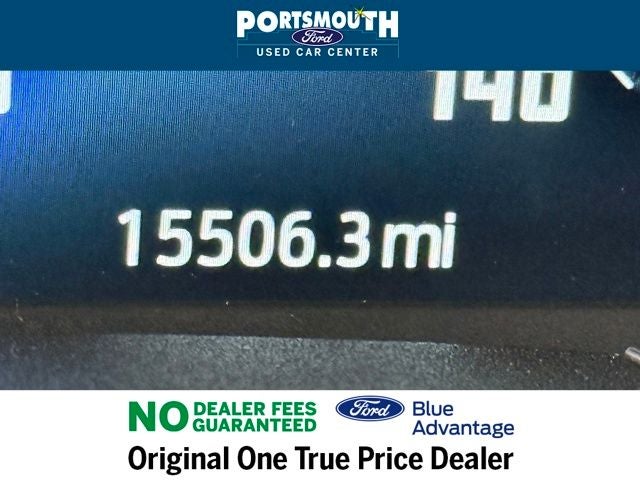 PORTSMOUTH
Ford
USED CAR CENTER
140
15506.3 mi
NO DEALER FEES GUARANTEED
Ford
Blue Advantage
Original One True Price Dealer